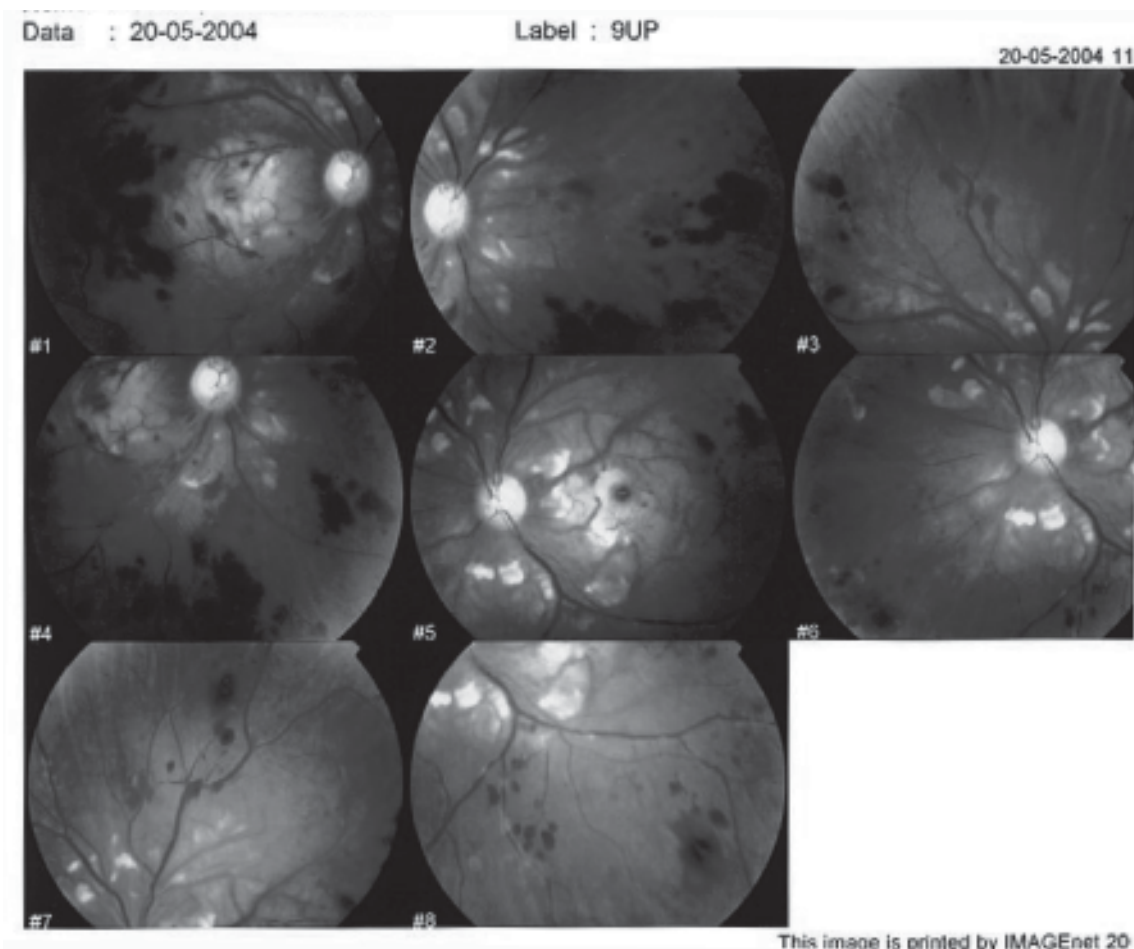 Data : 20-05-2004 Label : 9UP
20-05-2004 11
#1 #2 #3
#4 #5 #6
#7 #8
This image is printed by IMAGEnet 20